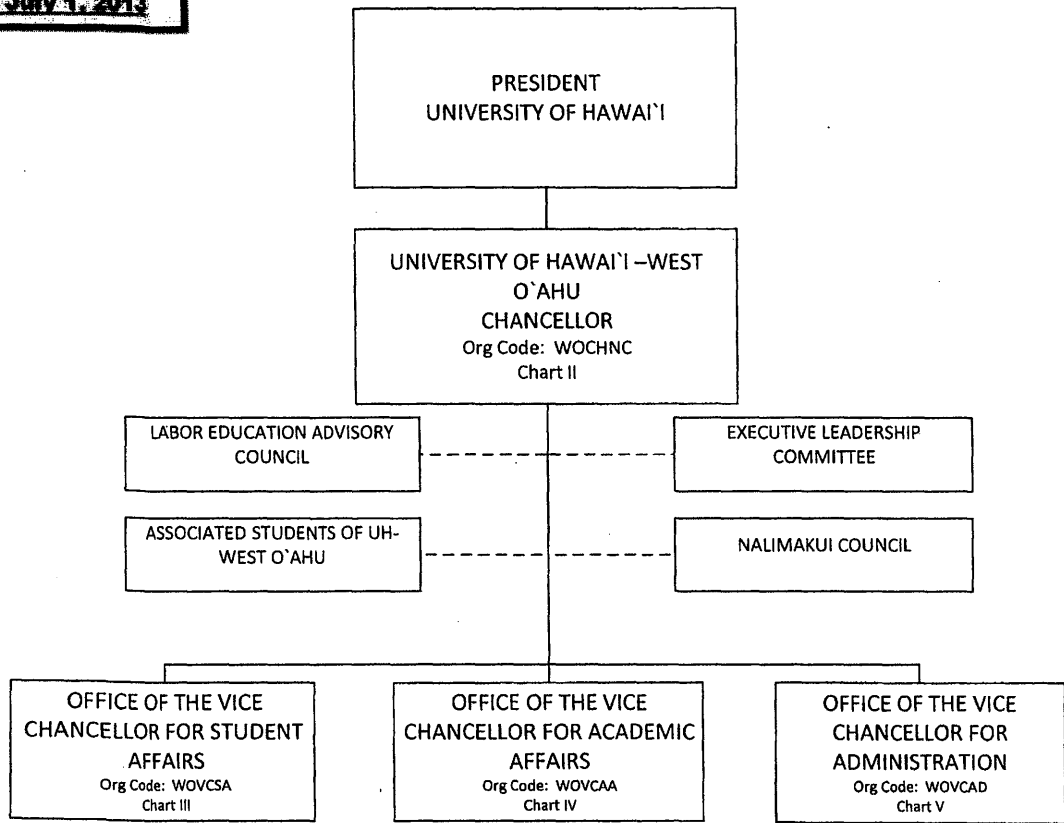 July 1, 2013
PRESIDENT
UNIVERSITY OF HAWAI`I
UNIVERSITY OF HAWAI`I –WEST
O`AHU
CHANCELLOR
Org Code: WOCHNC
Chart II
LABOR EDUCATION ADVISORY
COUNCIL
EXECUTIVE LEADERSHIP
COMMITTEE
ASSOCIATED STUDENTS OF UH-
WEST O`AHU
NALIMAKUI COUNCIL
OFFICE OF THE VICE
CHANCELLOR FOR STUDENT
AFFAIRS
Org Code: WOVCSA
Chart III
OFFICE OF THE VICE
CHANCELLOR FOR ACADEMIC
AFFAIRS
Org Code: WOVCAA
Chart IV
OFFICE OF THE VICE
CHANCELLOR FOR
ADMINISTRATION
Org Code: WOVCAD
Chart V